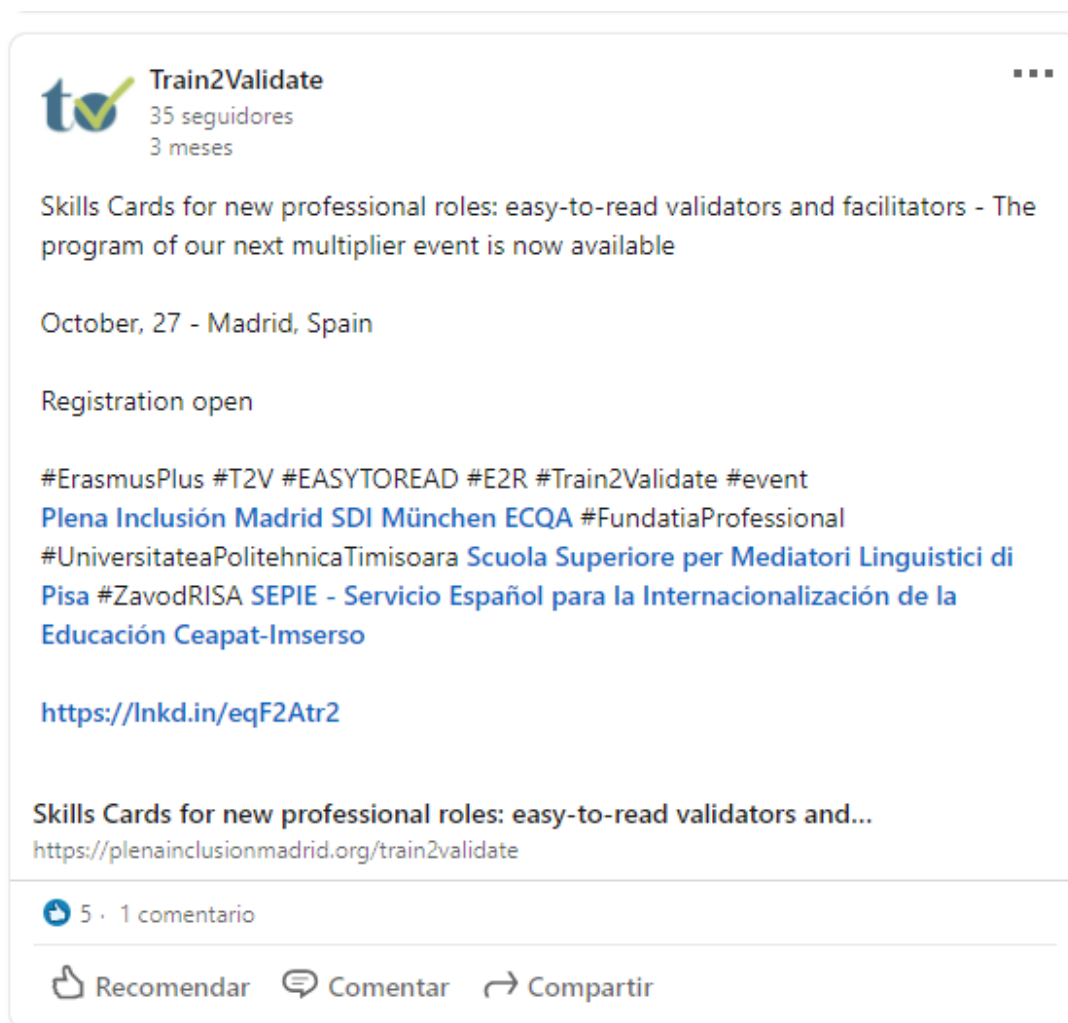 Train2Validate
35 seguidores
3 meses
Skills Cards for new professional roles: easy-to-read validators and facilitators - The
program of our next multiplier event is now available
October, 27 - Madrid, Spain
Registration open
#ErasmusPlus #T2V #EASYTOREAD #E2R #Train2Validate #event
Plena Inclusión Madrid SDI München ECQA #FundatiaProfessional
#UniversitateaPolitehnicaTimisoara Scuola Superiore per Mediatori Linguistici di
Pisa #ZavodRISA SEPIE - Servicio Español para la Internacionalización de la
Educación Ceapat-Imserso
https://lnkd.in/eqF2Atr2
Skills Cards for new professional roles: easy-to-read validators and...
https://plenainclusionmadrid.org/train2validate
5 · 1 comentario
Recomendar Comentar Compartir